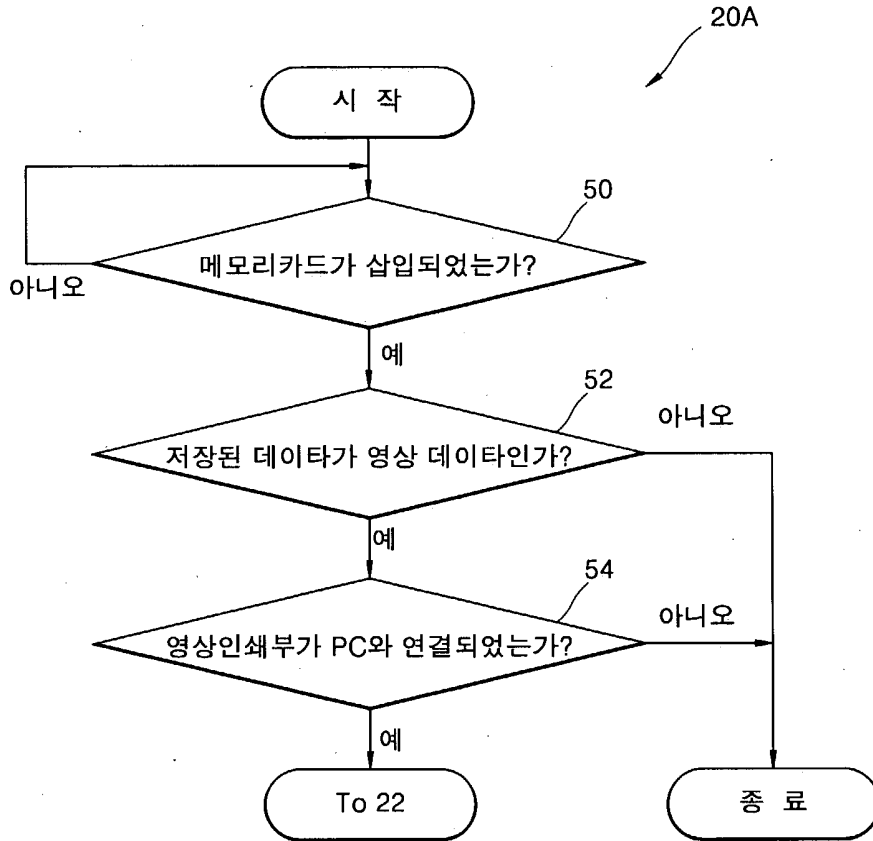 20A
시 작
50
메모리카드가 삽입되었는가?
아니오
예
52
아니오
저장된 데이타가 영상 데이타인가?
예
54
아니오
영상인쇄부가 PC와 연결되었는가?
예
To 22
종 료